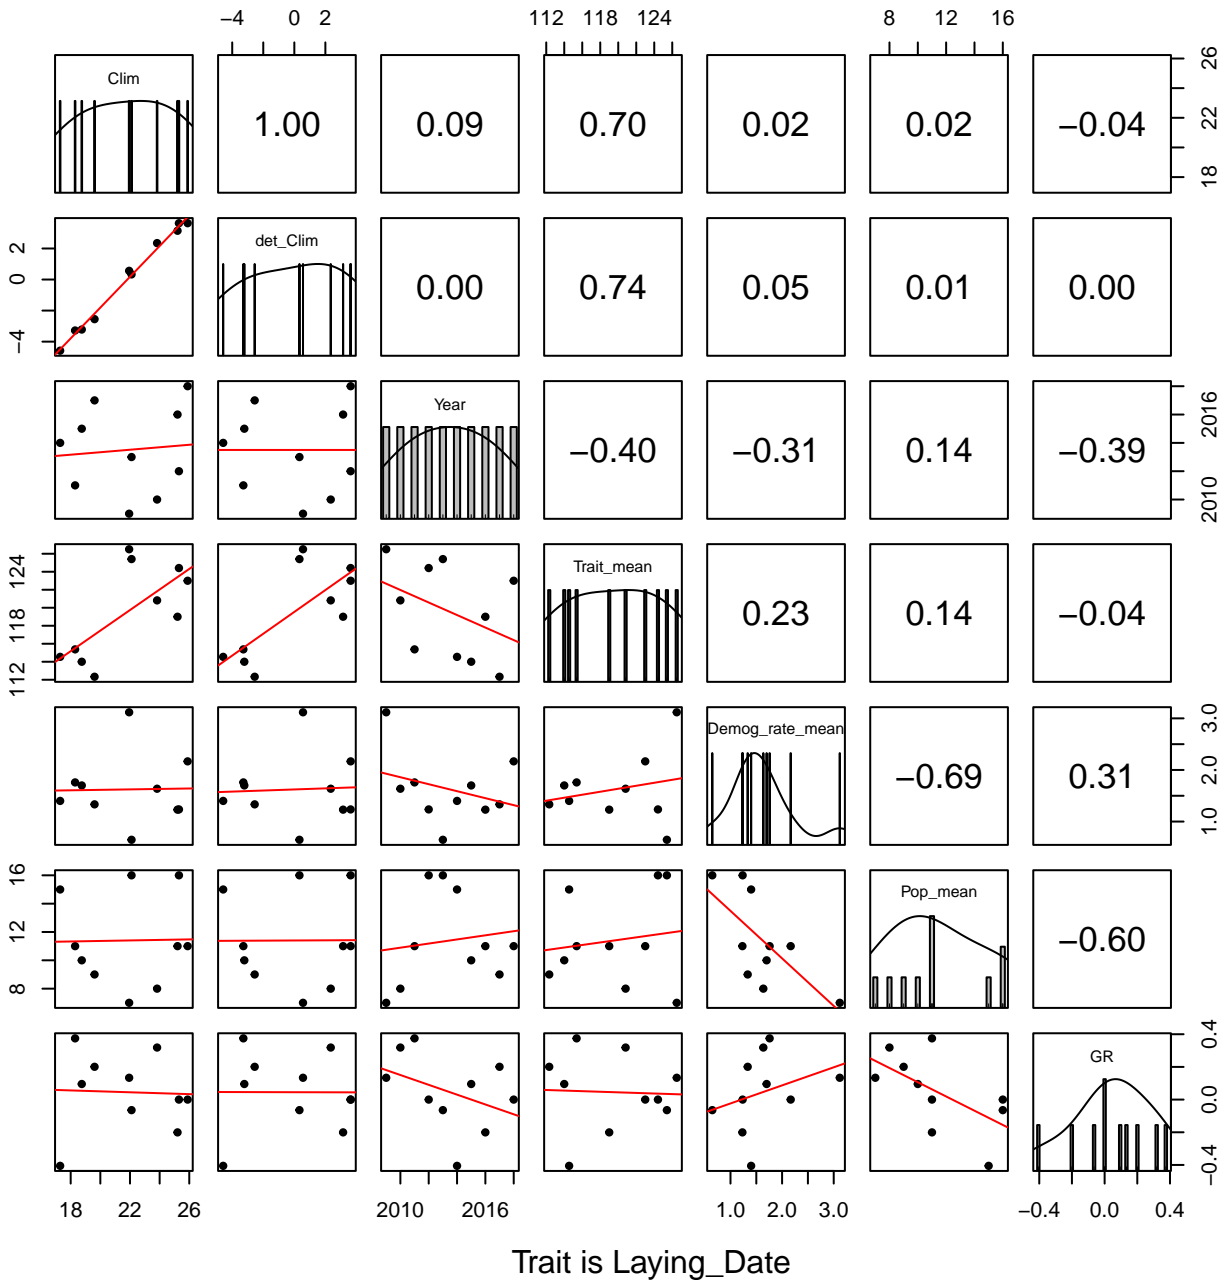 −4 0 2 112 118 124 8 12 16
Clim 1.00 0.09 0.70 0.02 0.02 −0.04
18 22 26
det_Clim 0.00 0.74 0.05 0.01 0.00
−4 0 2
Year −0.40 −0.31 0.14 −0.39
2010 2016
Trait_mean 0.23 0.14 −0.04
112 118 124
Demog_rate_mean −0.69 0.31
1.0 2.0 3.0
Pop_mean −0.60
8 12 16
GR
−0.4 0.0 0.4
18 22 26 2010 2016 1.0 2.0 3.0 −0.4 0.0 0.4
Trait is Laying_Date